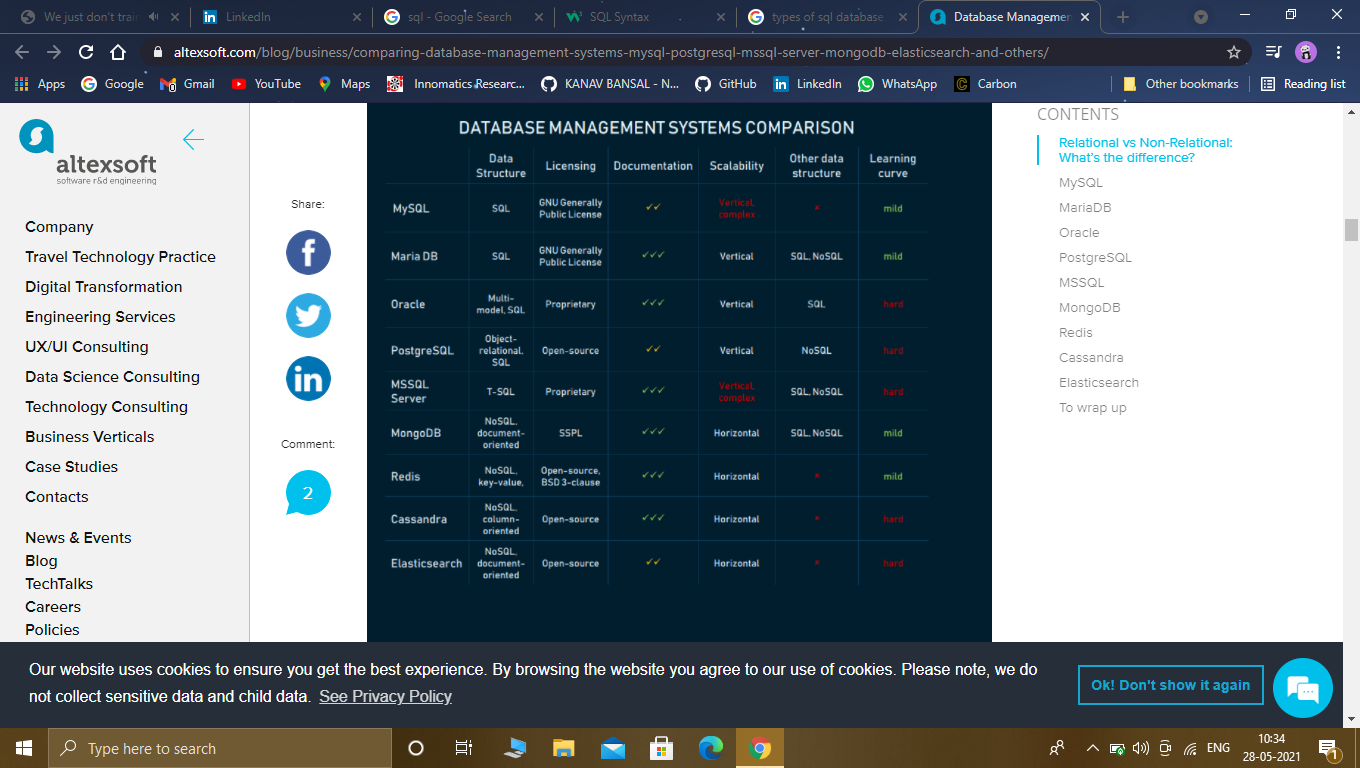 We just don't trai
LinkedIn
sql - Google Search
SQL Syntax
types of sql database
Database Managemen
altexsoft.com/blog/business/comparing-database-management-systems-mysql-postgresql-mssql-server-mongodb-elasticsearch-and-others/
Apps
Google
Gmail
YouTube
Maps
Innomatics Researc...
KANAV BANSAL - N...
GitHub
LinkedIn
WhatsApp
Carbon
Other bookmarks
Reading list
altexsoft
software r&d engineering
Company
Travel Technology Practice
Digital Transformation
Engineering Services
UX/UI Consulting
Data Science Consulting
Technology Consulting
Business Verticals
Case Studies
Contacts
News & Events
Blog
TechTalks
Careers
Policies
Share:
Comment:
2
DATABASE MANAGEMENT SYSTEMS COMPARISON
Data
Structure
Licensing
Documentation
Scalability
Other data
structure
Learning
curve
MySQL
SQL
GNU Generally
Public License
✓✓
Vertical,
complex
×
mild
Maria DB
SQL
GNU Generally
Public License
✓✓✓
Vertical
SQL, NoSQL
mild
Oracle
Multi-
model, SQL
Proprietary
✓✓✓
Vertical
SQL
hard
PostgreSQL
Object-
relational,
SQL
Open-source
✓✓
Vertical
NoSQL
hard
MSSQL
Server
T-SQL
Proprietary
✓✓✓
Vertical,
complex
SQL, NoSQL
hard
MongoDB
NoSQL,
document-
oriented
SSPL
✓✓✓
Horizontal
SQL, NoSQL
mild
Redis
NoSQL,
key-value,
Open-source,
BSD 3-clause
✓✓✓
Horizontal
×
mild
Cassandra
NoSQL,
column-
oriented
Open-source
✓✓✓
Horizontal
×
hard
Elasticsearch
NoSQL,
document-
oriented
Open-source
✓✓
Horizontal
×
hard
CONTENTS
Relational vs Non-Relational:
What's the difference?
MySQL
MariaDB
Oracle
PostgreSQL
MSSQL
MongoDB
Redis
Cassandra
Elasticsearch
To wrap up
Our website uses cookies to ensure you get the best experience. By browsing the website you agree to our use of cookies. Please note, we do
not collect sensitive data and child data. See Privacy Policy
Ok! Don't show it again
Type here to search
ENG
10:34
28-05-2021
1